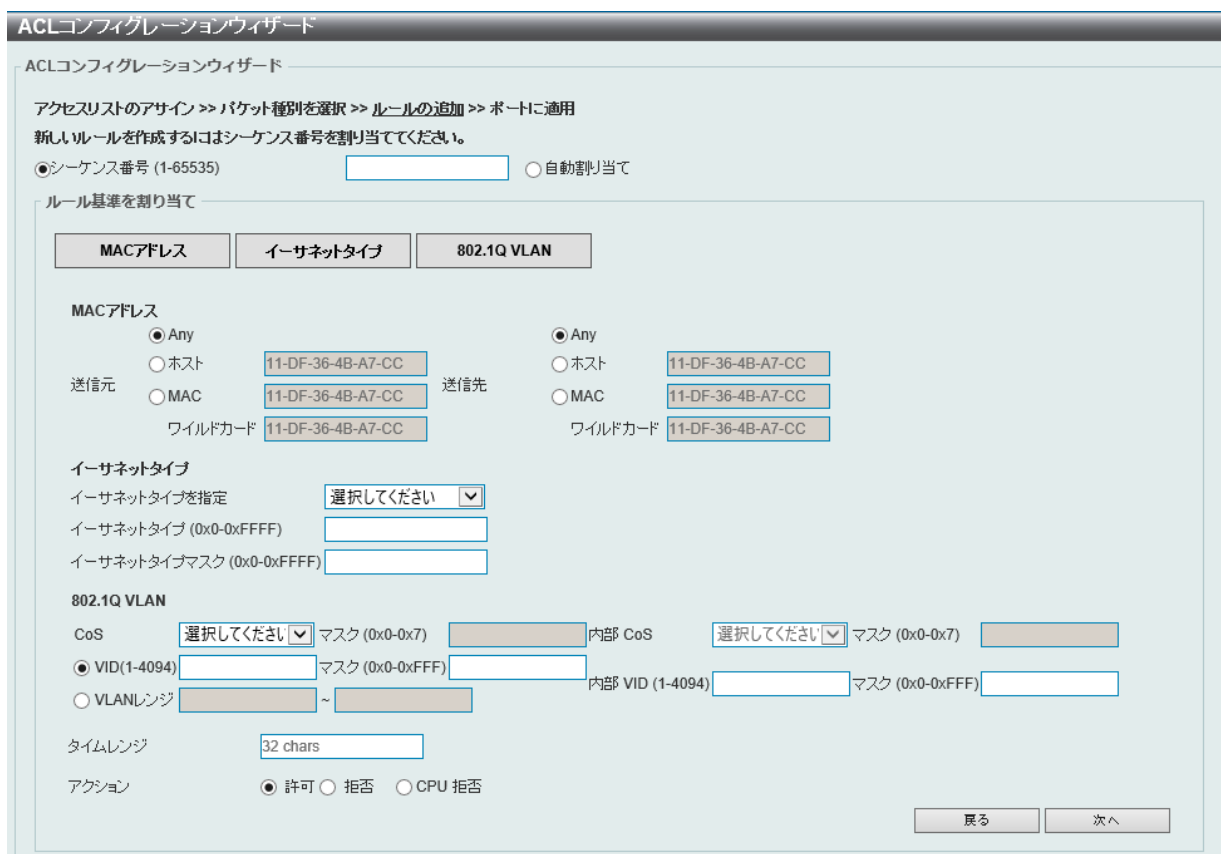 ACLコンフィグレーションウィザード
ACLコンフィグレーションウィザード
アクセスリストのアサイン >> パケット種別を選択 >> ルールの追加 >> ポートに適用
新しいルールを作成するにはシーケンス番号を割り当ててください。
シーケンス番号 (1-65535) 自動割り当て
ルール基準を割り当て
MACアドレス イーサネットタイプ 802.1Q VLAN
MACアドレス
Any Any
ホスト 11-DF-36-4B-A7-CC ホスト 11-DF-36-4B-A7-CC
送信元 送信先
MAC 11-DF-36-4B-A7-CC MAC 11-DF-36-4B-A7-CC
ワイルドカード 11-DF-36-4B-A7-CC ワイルドカード 11-DF-36-4B-A7-CC
イーサネットタイプ
イーサネットタイプを指定 選択してください
イーサネットタイプ (0x0-0xFFFF)
イーサネットタイプマスク (0x0-0xFFFF)
802.1Q VLAN
CoS 選択してください マスク (0x0-0x7) 内部 CoS 選択してください マスク (0x0-0x7)
VID(1-4094) マスク (0x0-0xFFF) 内部 VID (1-4094) マスク (0x0-0xFFF)
VLANレンジ ~
タイムレンジ 32 chars
アクション 許可 拒否 CPU 拒否
戻る 次へ